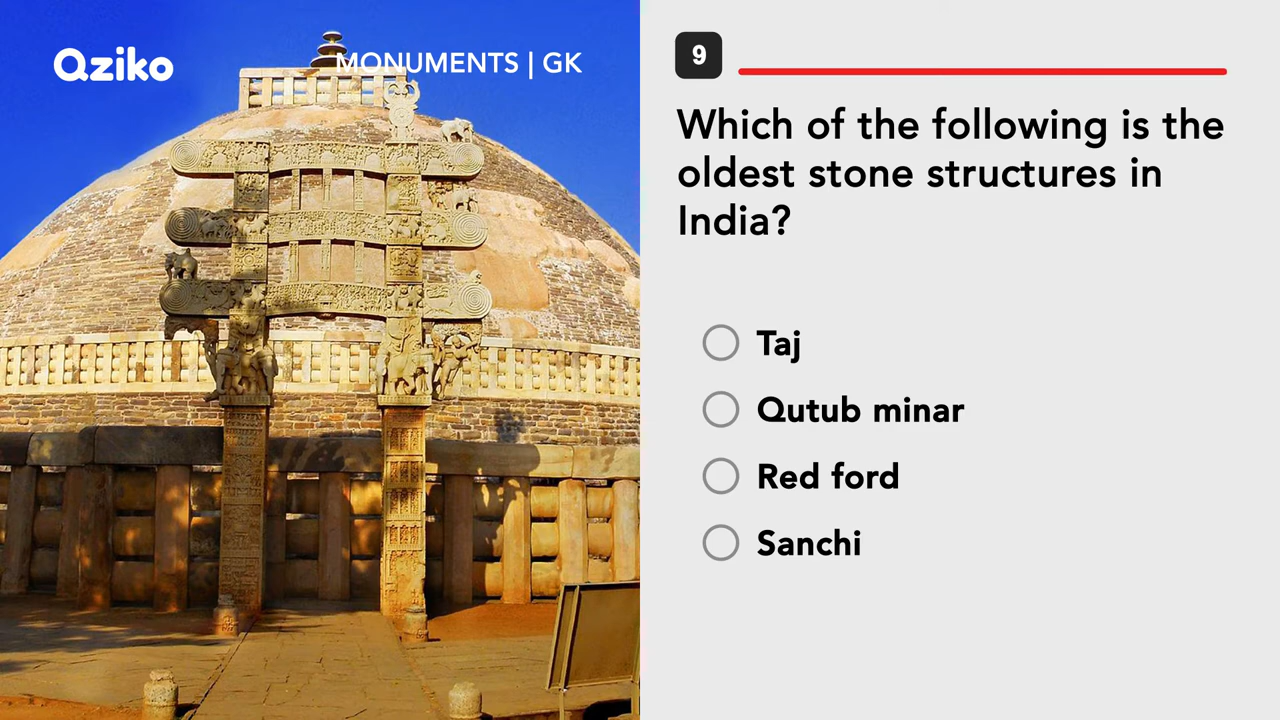 Qziko
MONUMENTS | GK
9
Which of the following is the
oldest stone structures in
India?
Taj
Qutub minar
Red ford
Sanchi